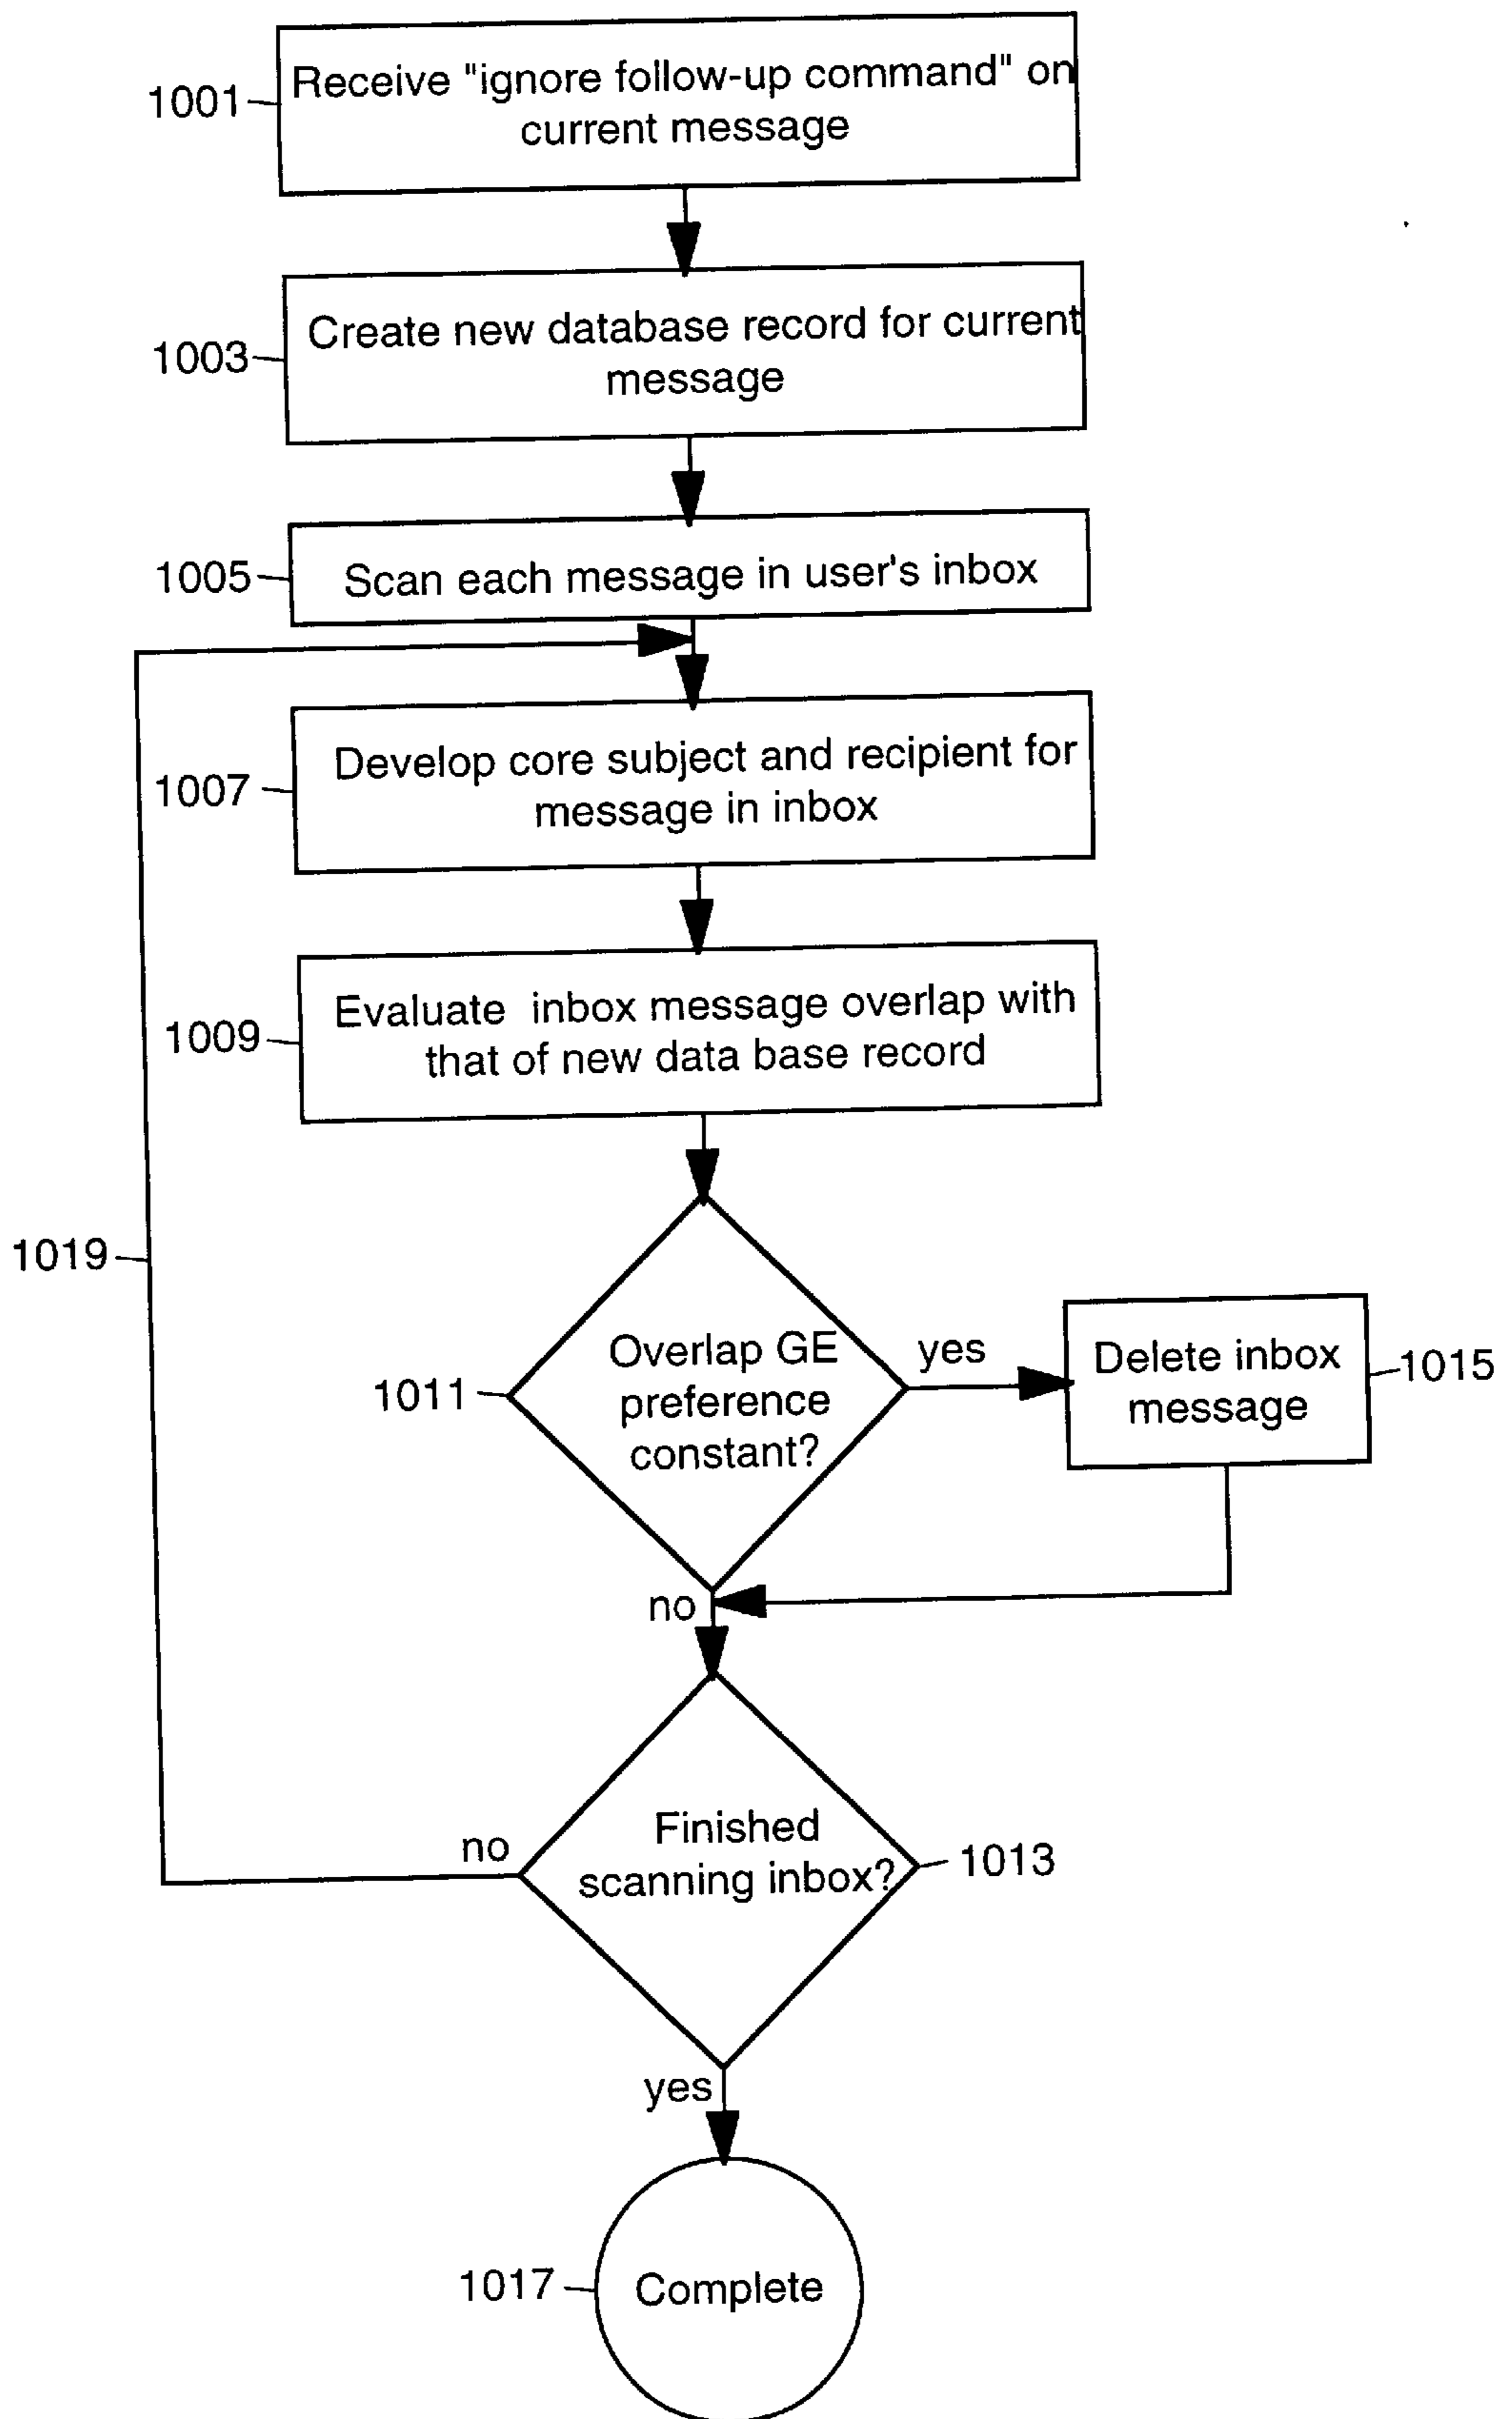 1001
Receive "ignore follow-up command" on
current message
1003
Create new database record for current
message
1005
Scan each message in user's inbox
1007
Develop core subject and recipient for
message in inbox
1009
Evaluate inbox message overlap with
that of new data base record
1019
1011
Overlap GE
preference
constant?
yes
Delete inbox
message
1015
no
no
Finished
scanning inbox?
1013
yes
1017
Complete